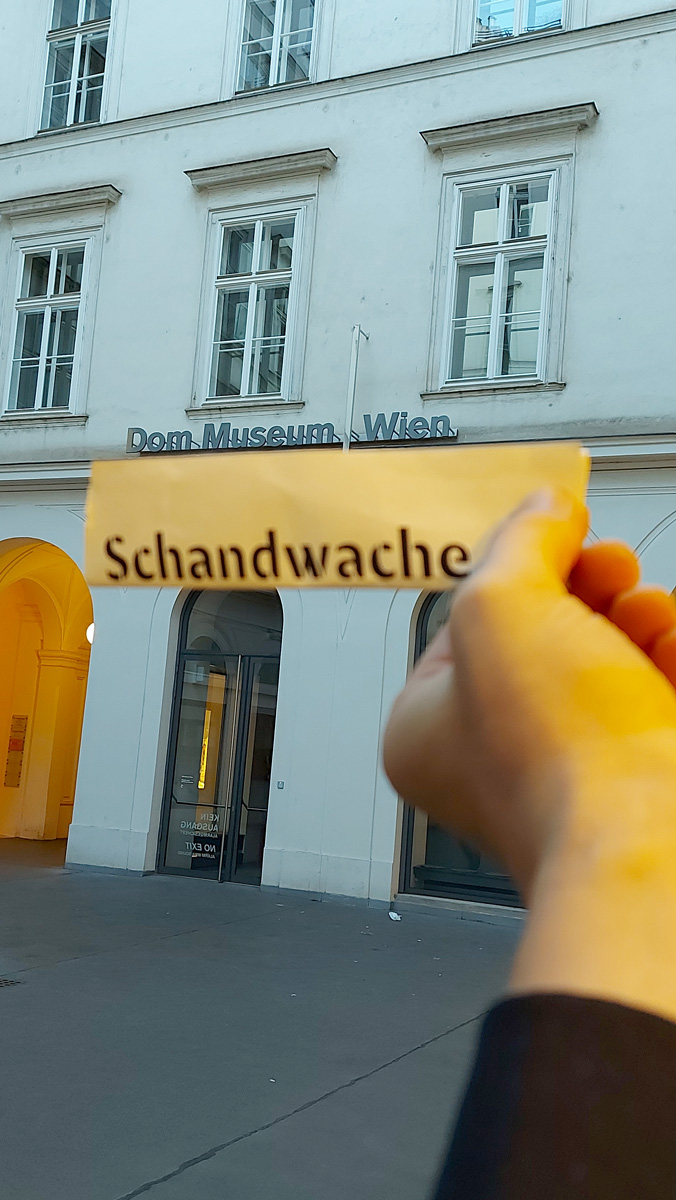 Dom Museum Wien
Schandwache
KEIN
AUSGANG
NO EXIT